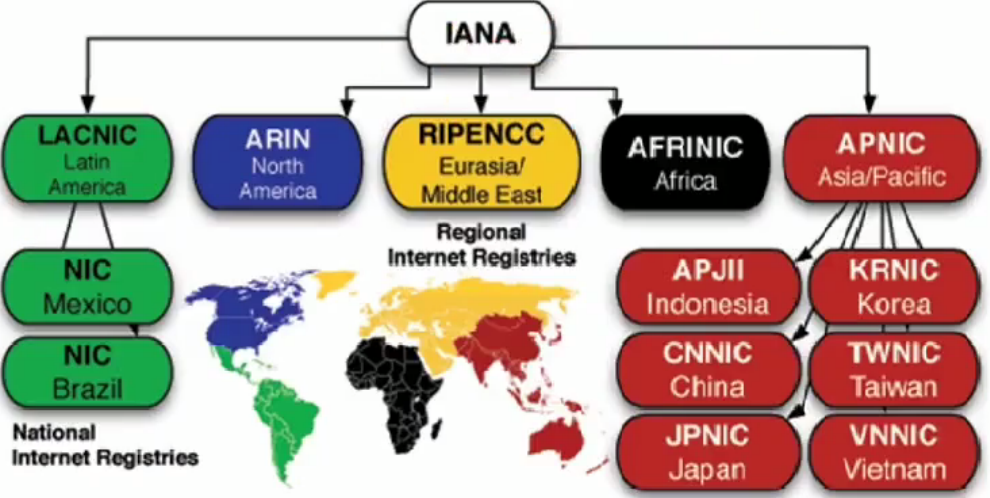 IANA
LACNIC
Latin
America
ARIN
North
America
RIPENCC
Eurasia/
Middle East
AFRINIC
Africa
APNIC
Asia/Pacific
Regional
Internet Registries
NIC
Mexico
NIC
Brazil
National
Internet Registries
APJII
Indonesia
KRNIC
Korea
CNNIC
China
TWNIC
Taiwan
JPNIC
Japan
VNNIC
Vietnam